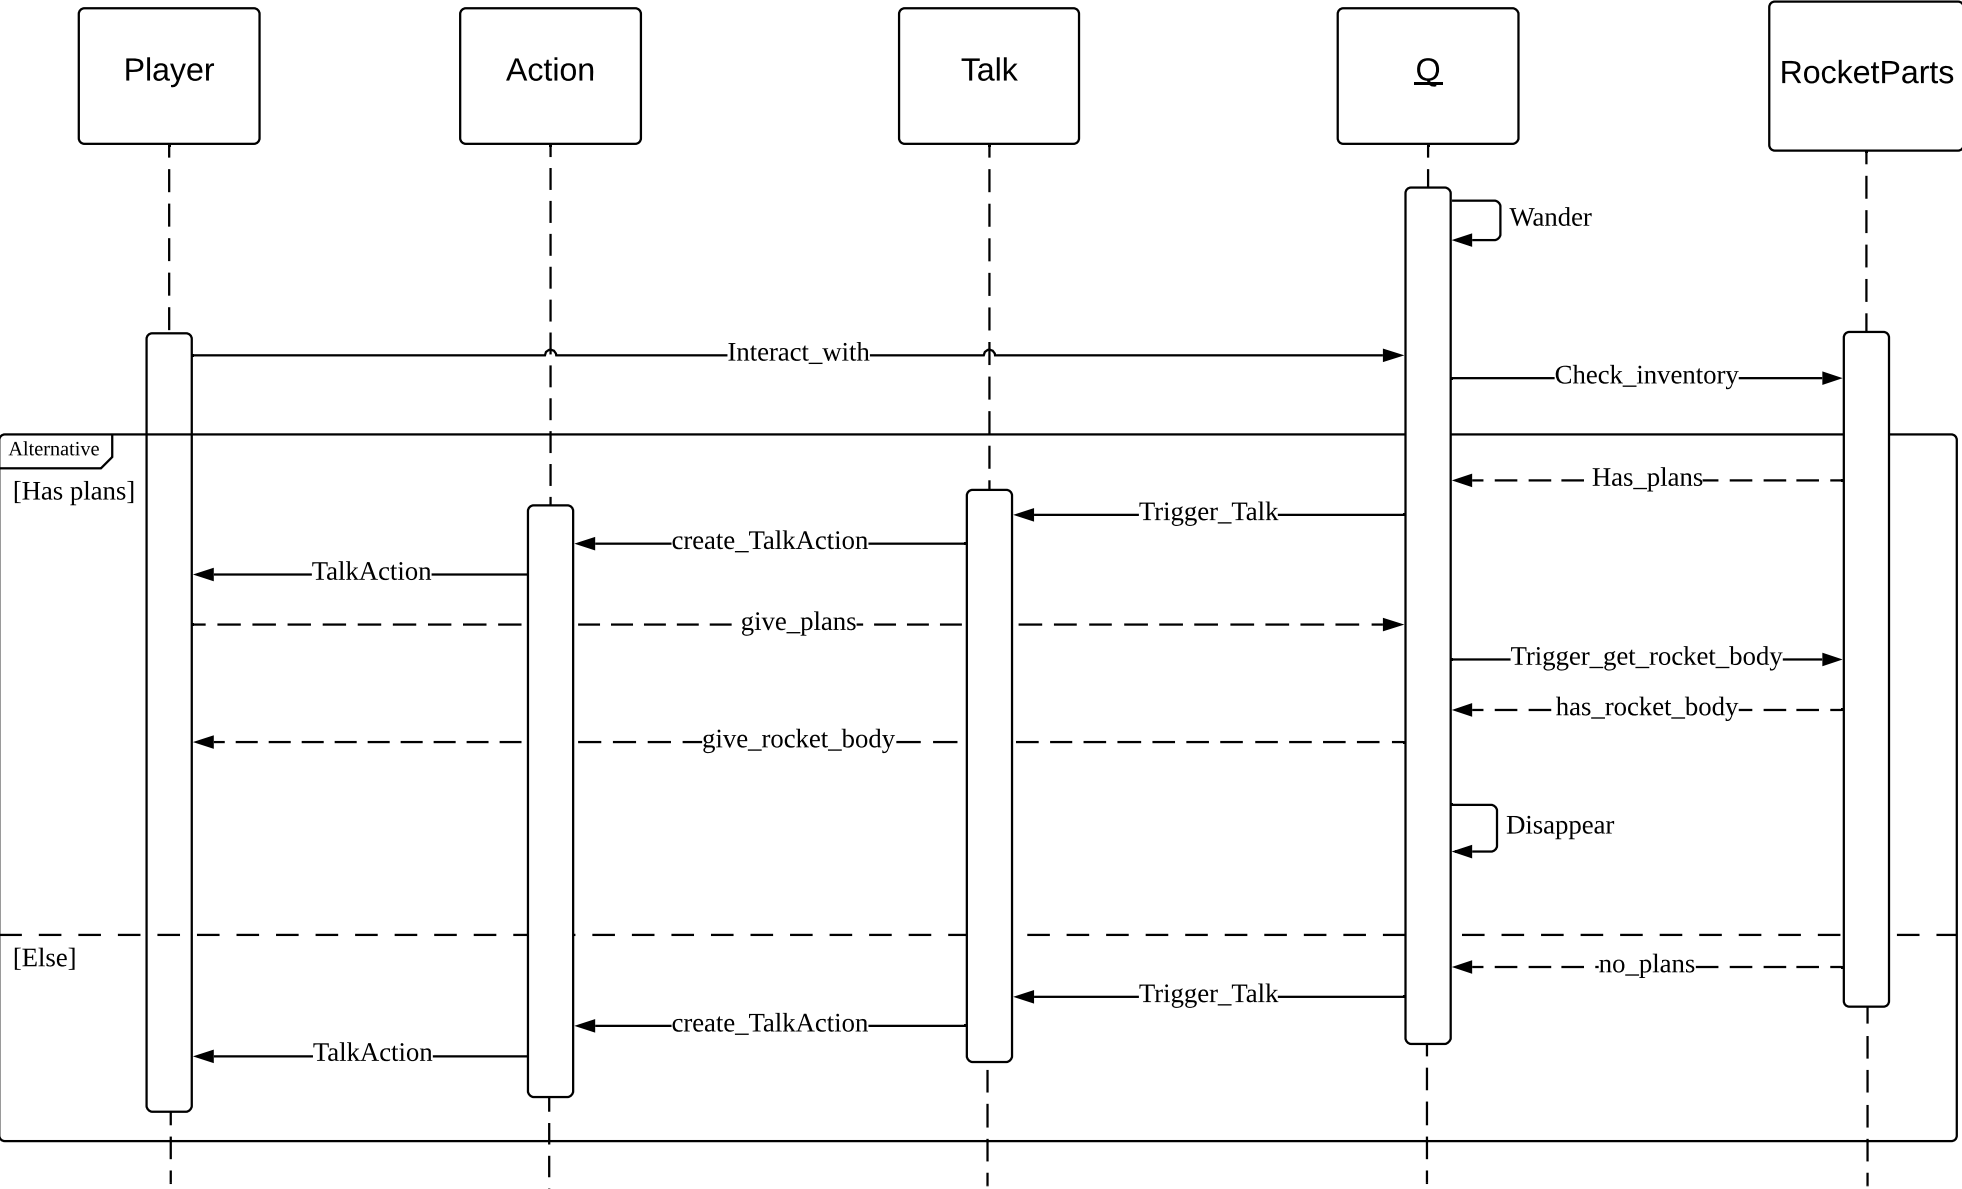 Player
Action
Talk
Q
RocketParts
Wander
Interact_with
Check_inventory
Alternative
[Has plans]
Has_plans
Trigger_Talk
create_TalkAction
TalkAction
give_plans
Trigger_get_rocket_body
has_rocket_body
give_rocket_body
Disappear
[Else]
no_plans
Trigger_Talk
create_TalkAction
TalkAction